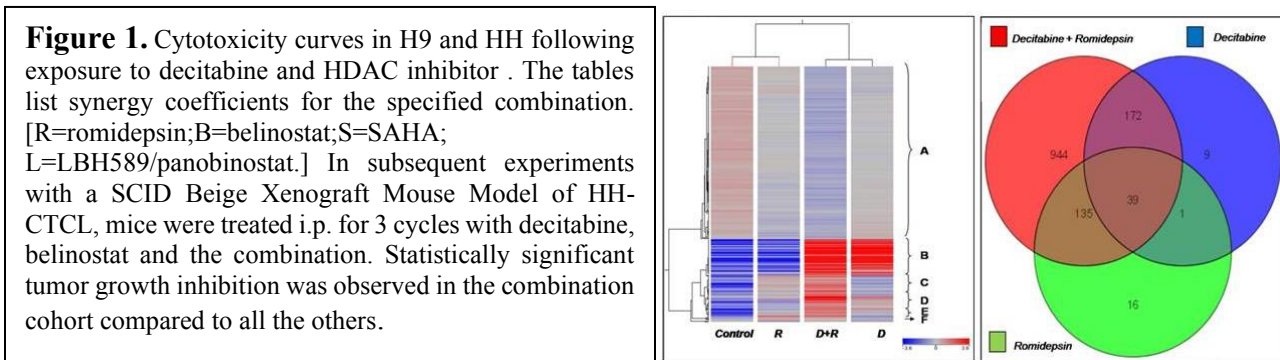 Figure 1. Cytotoxicity curves in H9 and HH following
exposure to decitabine and HDAC inhibitor . The tables
list synergy coefficients for the specified combination.
[R=romidepsin;B=belinostat;S=SAHA;
L=LBH589/panobinostat.] In subsequent experiments
with a SCID Beige Xenograft Mouse Model of HH-
CTCL, mice were treated i.p. for 3 cycles with decitabine,
belinostat and the combination. Statistically significant
tumor growth inhibition was observed in the combination
cohort compared to all the others.
A
B
C
D
E
F
Control R D+R D
0
Decitabine + Romidepsin
Decitabine
172
944
9
39
135
1
16
Romidepsin